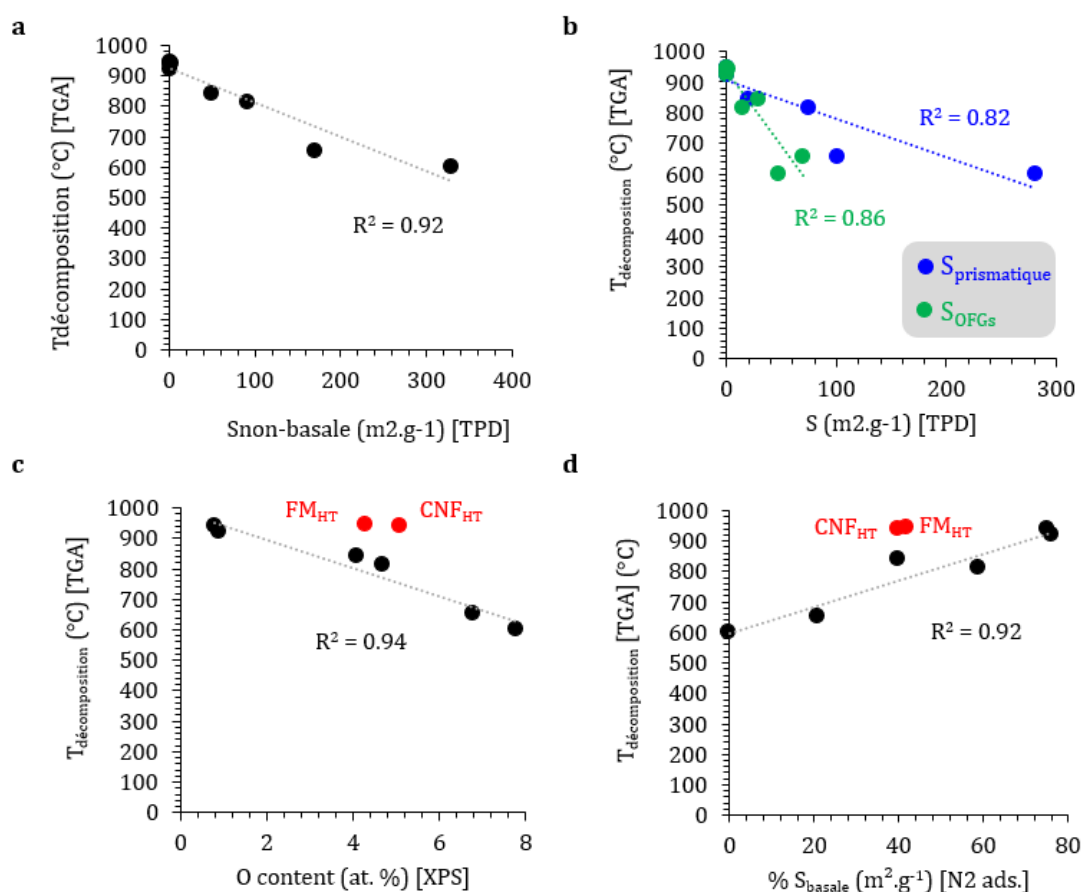 a
1000
900
800
700
600
500
400
300
200
100
0
0 100 200 300 400
Tdécomposition (°C) [TGA]
Snon-basale (m2.g-1) [TPD]
R² = 0.92
b
1000
900
800
700
600
500
400
300
200
100
0
0 100 200 300
Tdécomposition (°C) [TGA]
S (m2.g-1) [TPD]
R² = 0.82
R² = 0.86
Sprismatique
SOFGs
c
1000
900
800
700
600
500
400
300
200
100
0
0 2 4 6 8
Tdécomposition (°C) [TGA]
O content (at. %) [XPS]
FMHT CNFHT
R² = 0.94
d
1000
900
800
700
600
500
400
300
200
100
0
0 20 40 60 80
Tdécomposition [TGA] (°C)
% Sbasale (m².g⁻¹) [N2 ads.]
CNFHT FMHT
R² = 0.92